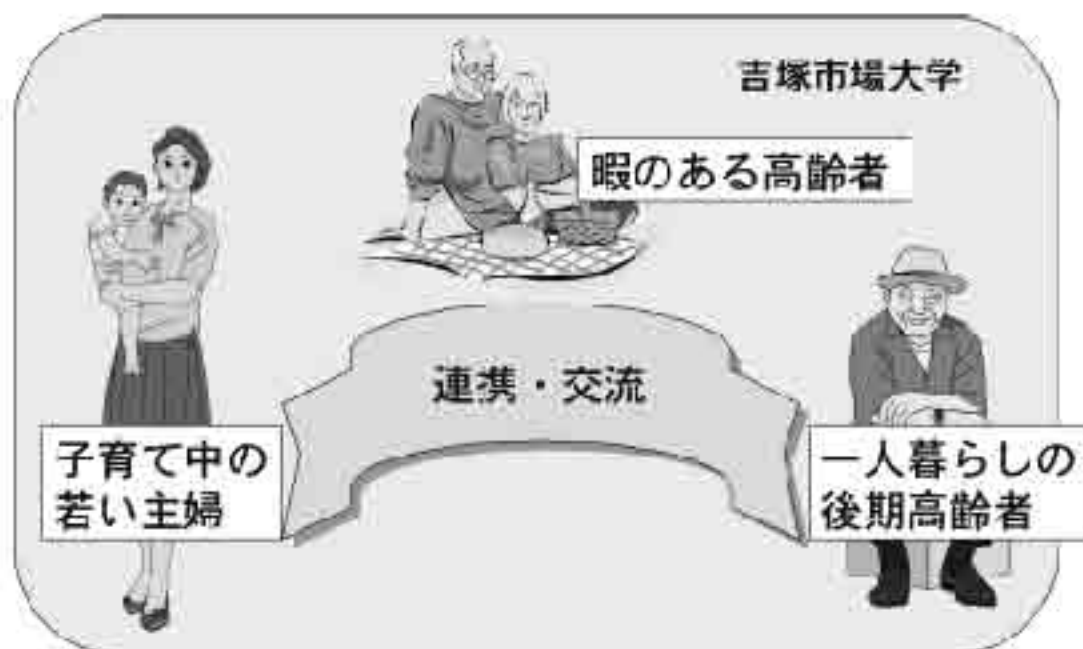 吉塚市場大学
暇のある高齢者
連携・交流
子育て中の
若い主婦
一人暮らしの
後期高齢者